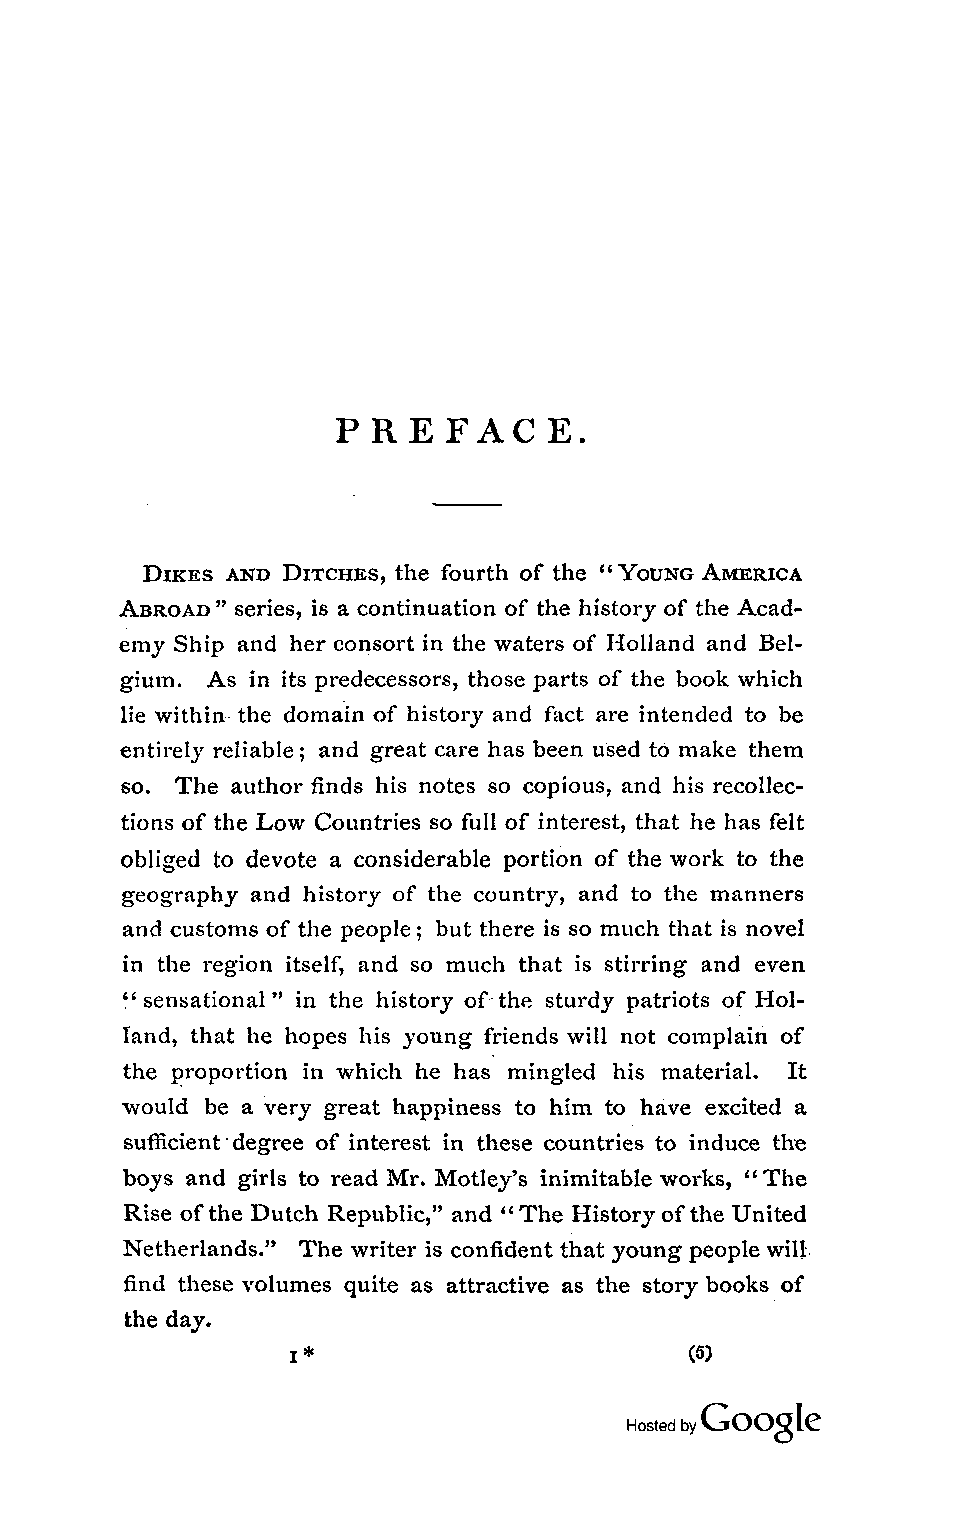 PREFACE.
DIKES AND DITCHES, the fourth of the "YOUNG AMERICA
ABROAD" series, is a continuation of the history of the Acad-
emy Ship and her consort in the waters of Holland and Bel-
gium. As in its predecessors, those parts of the book which
lie within the domain of history and fact are intended to be
entirely reliable; and great care has been used to make them
so. The author finds his notes so copious, and his recollec-
tions of the Low Countries so full of interest, that he has felt
obliged to devote a considerable portion of the work to the
geography and history of the country, and to the manners
and customs of the people; but there is so much that is novel
in the region itself, and so much that is stirring and even
"sensational" in the history of the sturdy patriots of Hol-
land, that he hopes his young friends will not complain of
the proportion in which he has mingled his material. It
would be a very great happiness to him to have excited a
sufficient degree of interest in these countries to induce the
boys and girls to read Mr. Motley's inimitable works, "The
Rise of the Dutch Republic," and "The History of the United
Netherlands." The writer is confident that young people will
find these volumes quite as attractive as the story books of
the day.
1* (5)
Hosted by Google